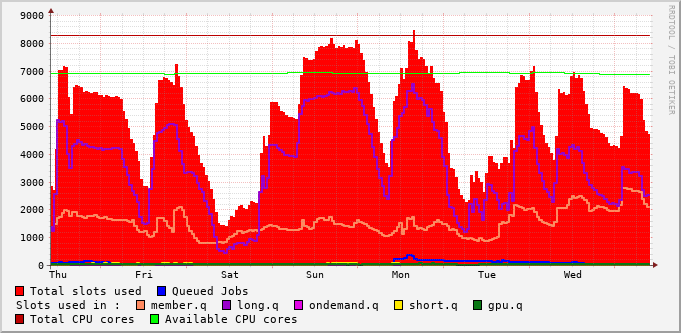 9000
8000
7000
6000
5000
4000
3000
2000
1000
0
Thu Fri Sat Sun Mon Tue Wed
RRDTOOL / TOBI OETIKER
Total slots used Queued Jobs
Slots used in : member.q long.q ondemand.q short.q gpu.q
Total CPU cores Available CPU cores